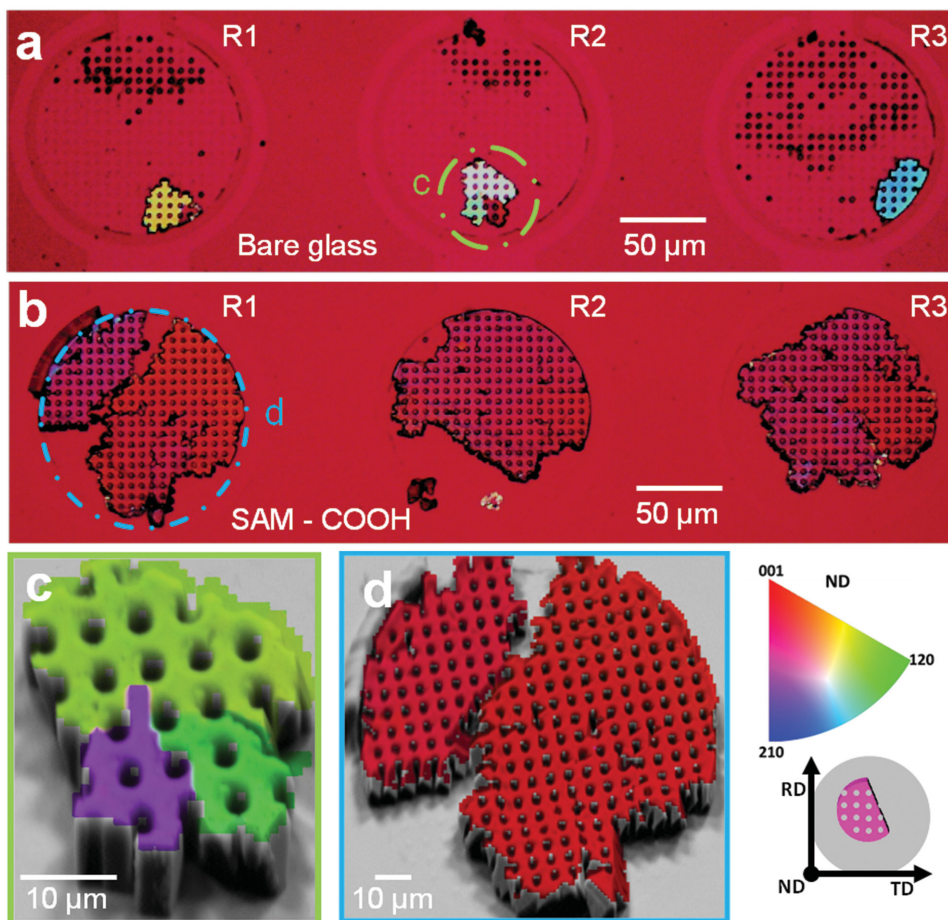 a
R1
R2
R3
c
Bare glass
50 µm
b
R1
R2
R3
d
SAM - COOH
50 µm
c
10 µm
d
10 µm
001
ND
120
210
RD
ND
TD